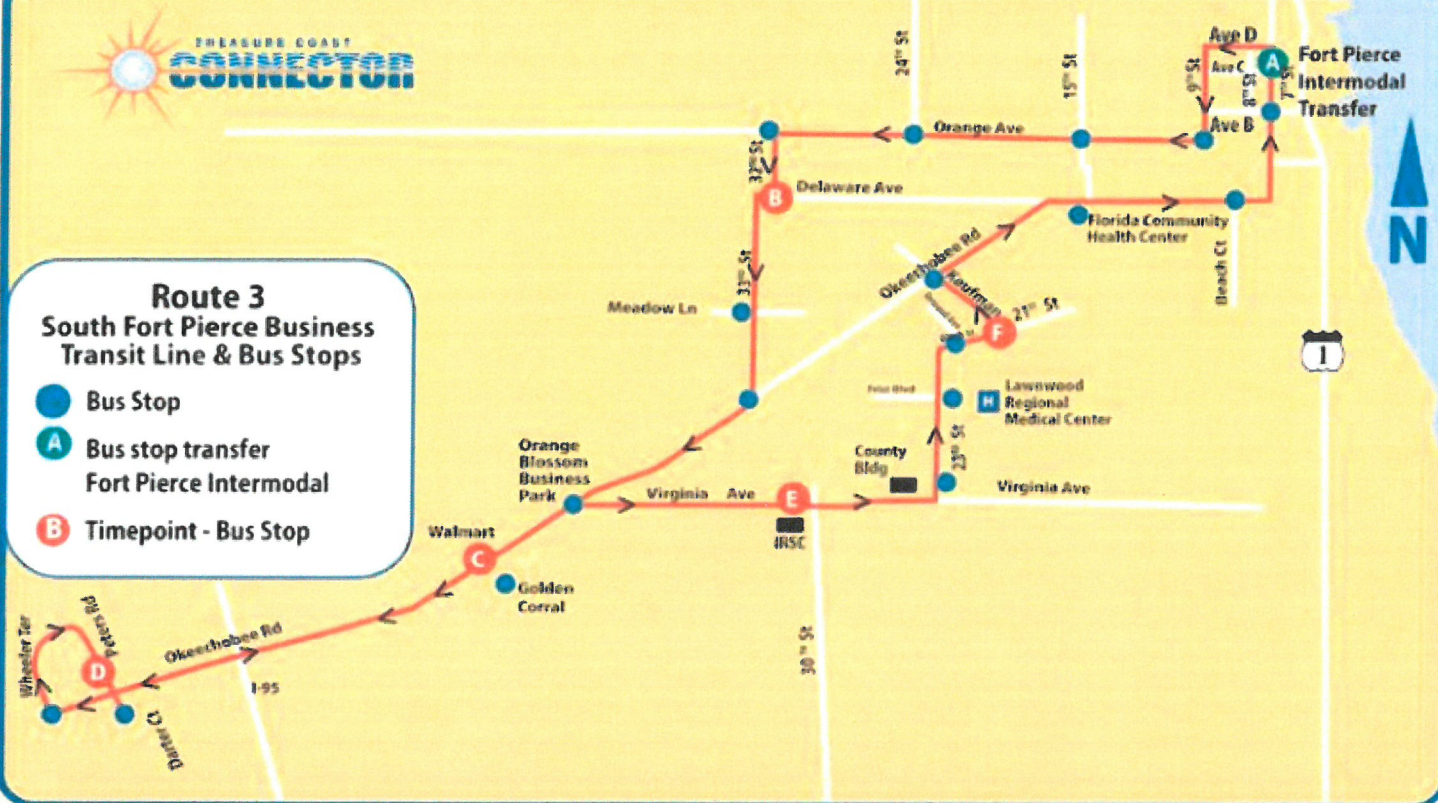 TREASURE COAST
CONNECTOR
Route 3
South Fort Pierce Business
Transit Line & Bus Stops
Bus Stop
A
Bus stop transfer
Fort Pierce Intermodal
B
Timepoint - Bus Stop
24TH St
15TH St
Ave D
9TH St
Ave C
8TH St
7TH St
A
Fort Pierce
Intermodal
Transfer
Ave B
Orange Ave
32ND St
B
Delaware Ave
Florida Community
Health Center
Beach Ct
N
1
33RD St
Meadow Ln
Okeechobee Rd
Kaufman
21ST St
F
H
Lawnwood
Regional
Medical Center
23RD St
County
Bldg
Virginia Ave
Orange
Blossom
Business
Park
Virginia Ave
E
IRSC
30TH St
Walmart
C
Golden
Corral
Okeechobee Rd
I-95
Wheeler Ter
Peters Rd
D
Darter Ct